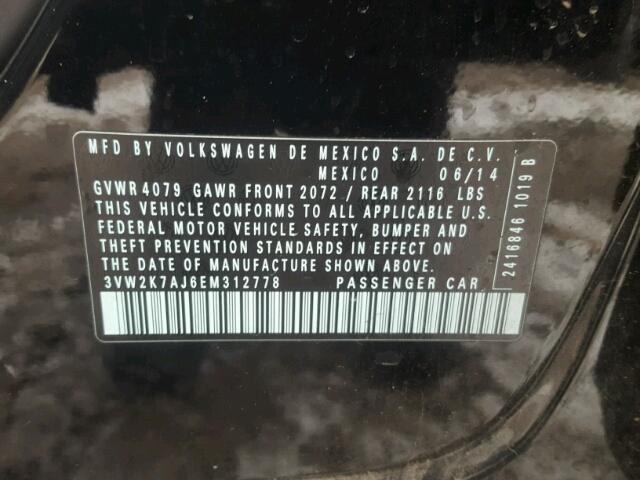 MFD BY VOLKSWAGEN DE MEXICO S.A. DE C.V.
MEXICO 06/14
GVWR 4079 GAWR FRONT 2072 / REAR 2116 LBS
THIS VEHICLE CONFORMS TO ALL APPLICABLE U.S.
FEDERAL MOTOR VEHICLE SAFETY, BUMPER AND
THEFT PREVENTION STANDARDS IN EFFECT ON
THE DATE OF MANUFACTURE SHOWN ABOVE.
3VW2K7AJ6EM312778 PASSENGER CAR
2416846 1019 B